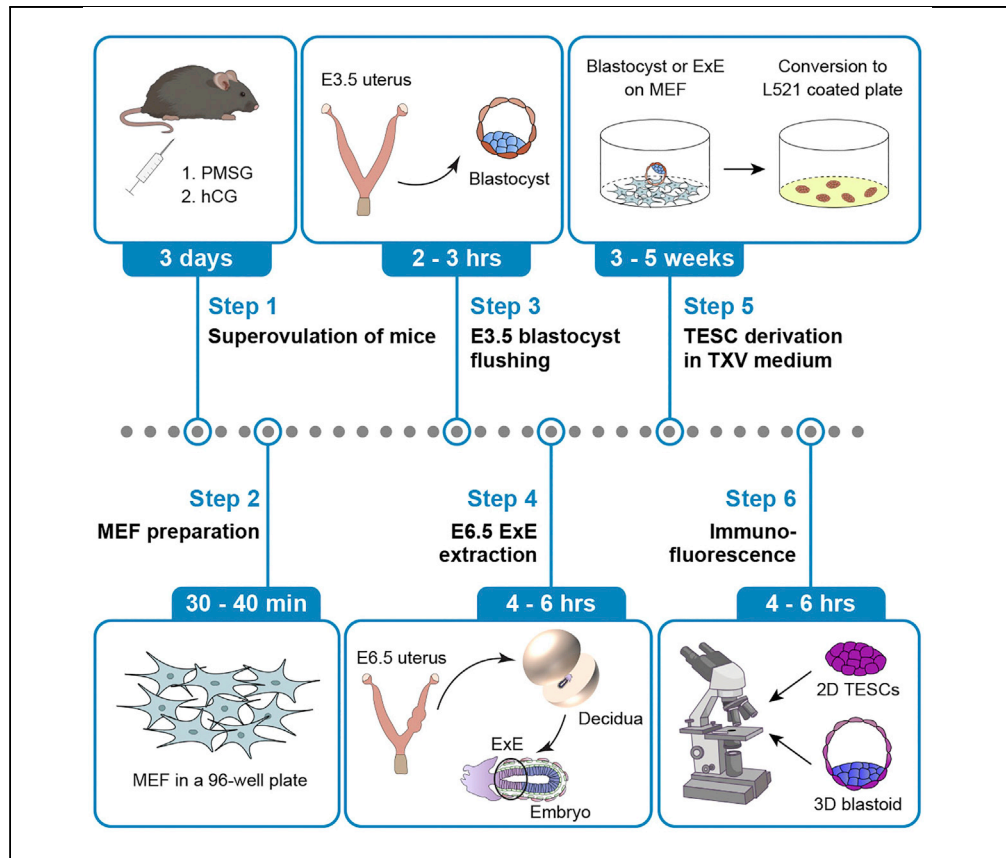 1. PMSG
2. hCG
3 days
Step 1
Superovulation of mice
E3.5 uterus
Blastocyst
2 - 3 hrs
Step 3
E3.5 blastocyst
flushing
Blastocyst or ExE
on MEF
Conversion to
L521 coated plate
3 - 5 weeks
Step 5
TESC derivation
in TXV medium
Step 2
MEF preparation
30 - 40 min
MEF in a 96-well plate
Step 4
E6.5 ExE
extraction
4 - 6 hrs
E6.5 uterus
Decidua
ExE
Embryo
Step 6
Immuno-
fluorescence
4 - 6 hrs
2D TESCs
3D blastoid